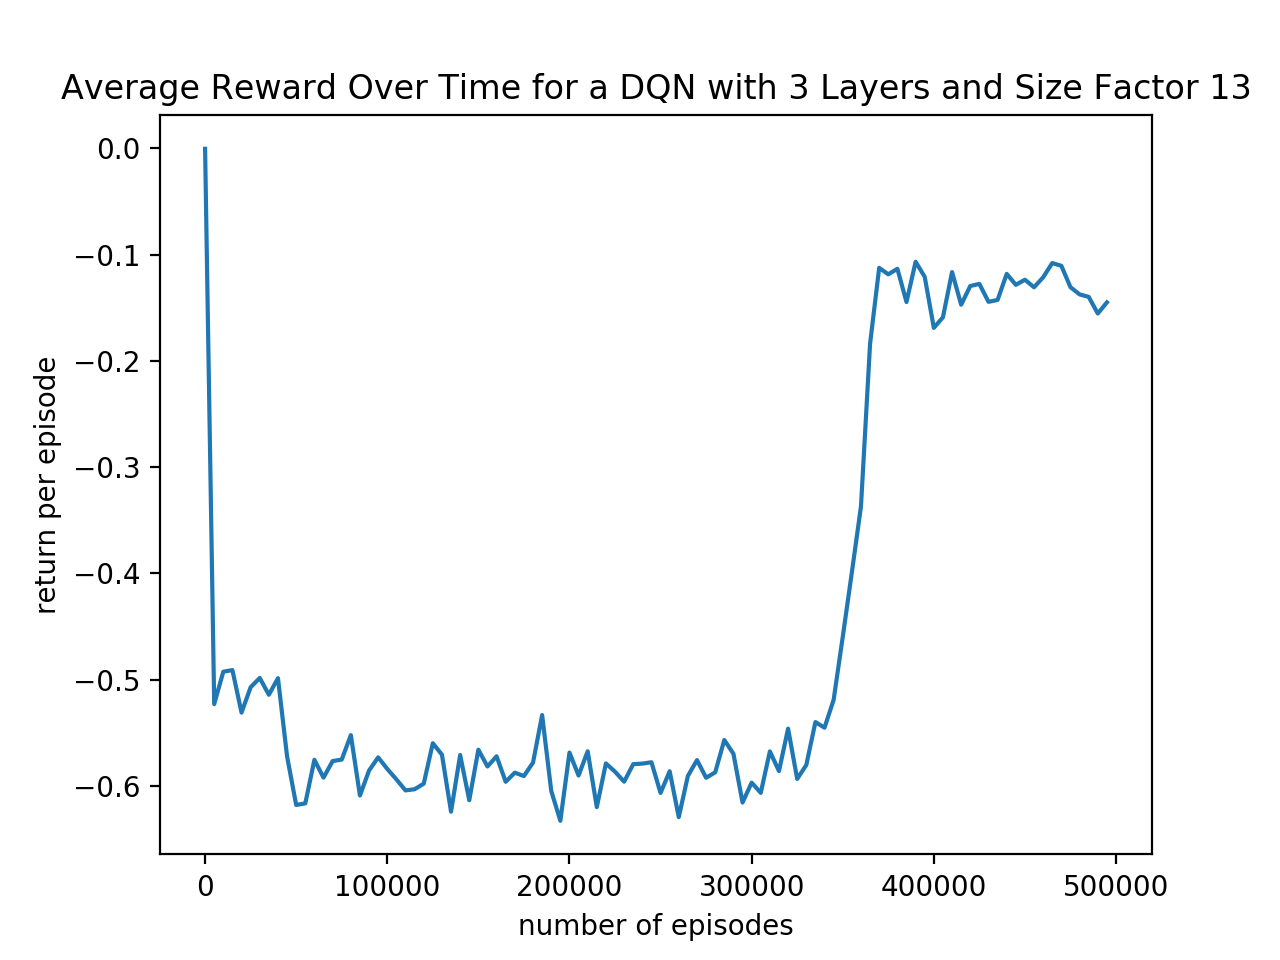 Average Reward Over Time for a DQN with 3 Layers and Size Factor 13
0.0
−0.1
−0.2
−0.3
−0.4
−0.5
−0.6
return per episode
0 100000 200000 300000 400000 500000
number of episodes